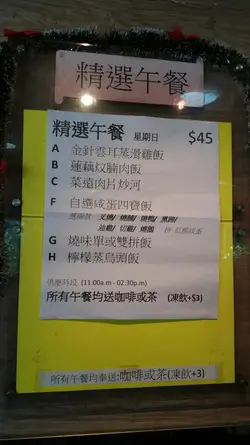 精選午餐
精選午餐 星期日 $45
A 金針雲耳蒸滑雞飯
B 蓮藕炆腩肉飯
C 菜遠肉片炒河
F 自選咸蛋四寶飯
G 燒味單或雙拼飯
H 檸檬蒸烏頭飯
供應時段 (11:00a.m - 02:30p.m)
所有午餐均送咖啡或茶 (凍飲+$3)
所有午餐均奉送:咖啡或茶(凍飲+3)